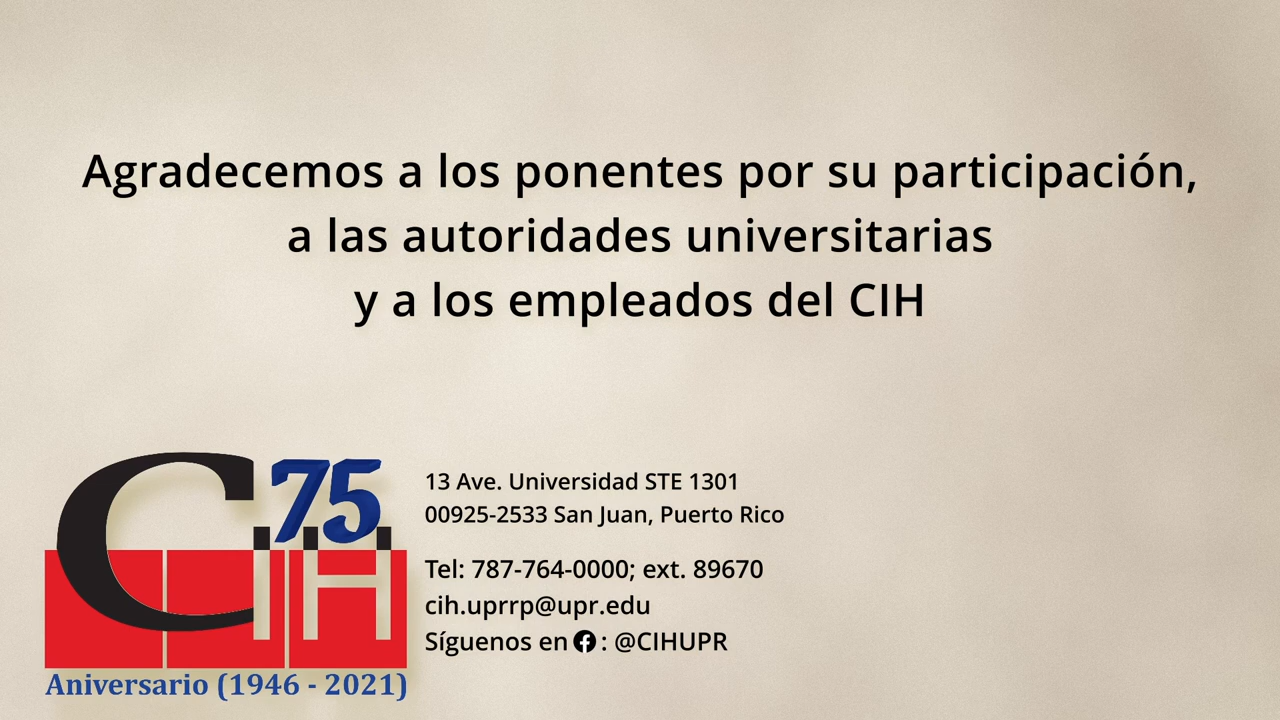 Agradecemos a los ponentes por su participación,
a las autoridades universitarias
y a los empleados del CIH
75
CIH
Aniversario (1946 - 2021)
13 Ave. Universidad STE 1301
00925-2533 San Juan, Puerto Rico
Tel: 787-764-0000; ext. 89670
cih.uprrp@upr.edu
Síguenos en : @CIHUPR